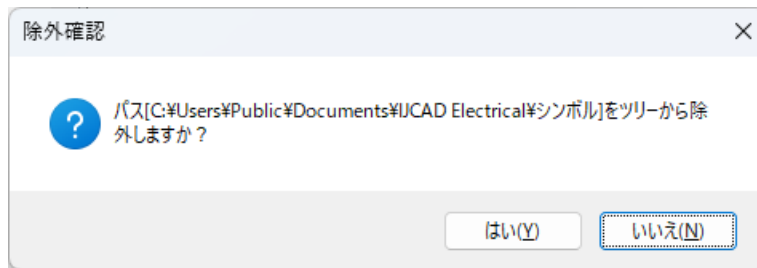 除外確認
パス[C:¥Users¥Public¥Documents¥IJCAD Electrical¥シンボル]をツリーから除
外しますか？
はい(Y)
いいえ(N)